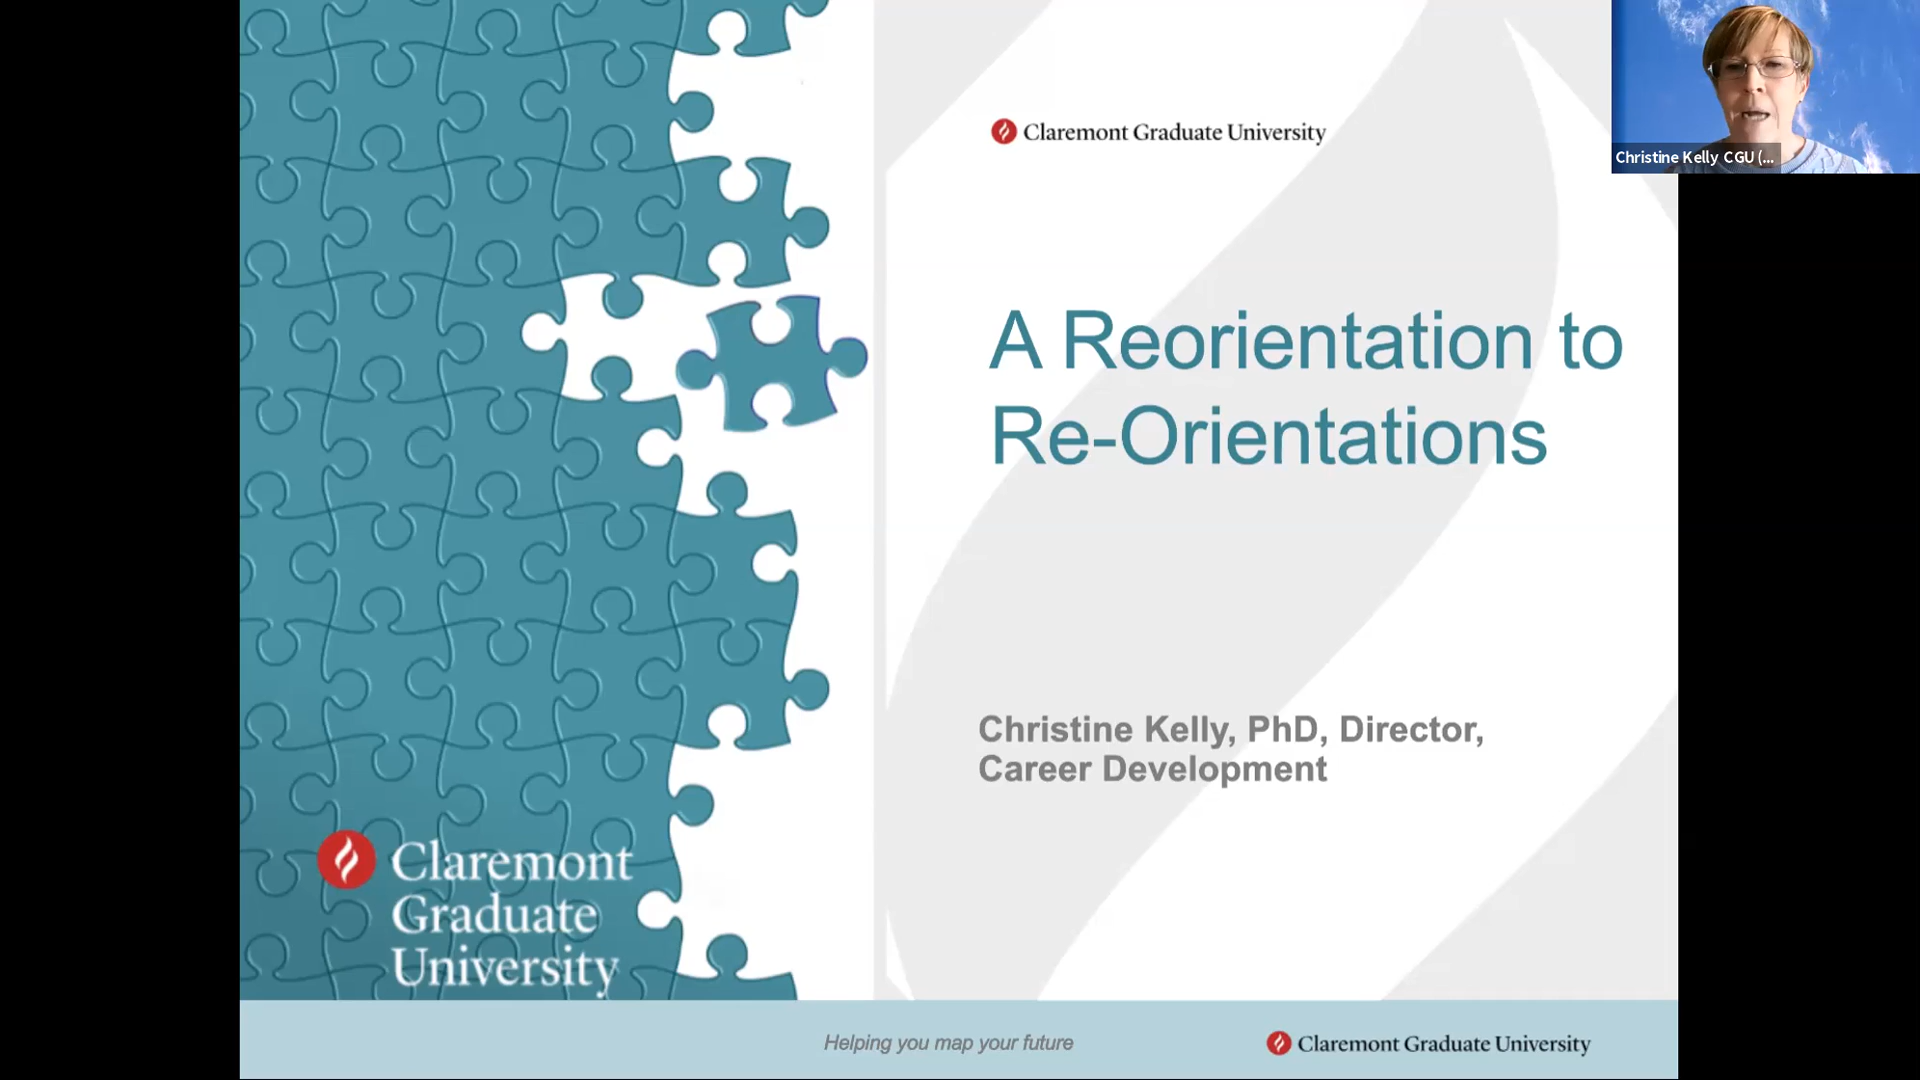 Claremont Graduate University
Christine Kelly CGU (...
A Reorientation to
Re-Orientations
Christine Kelly, PhD, Director,
Career Development
Claremont
Graduate
University
Helping you map your future
Claremont Graduate University